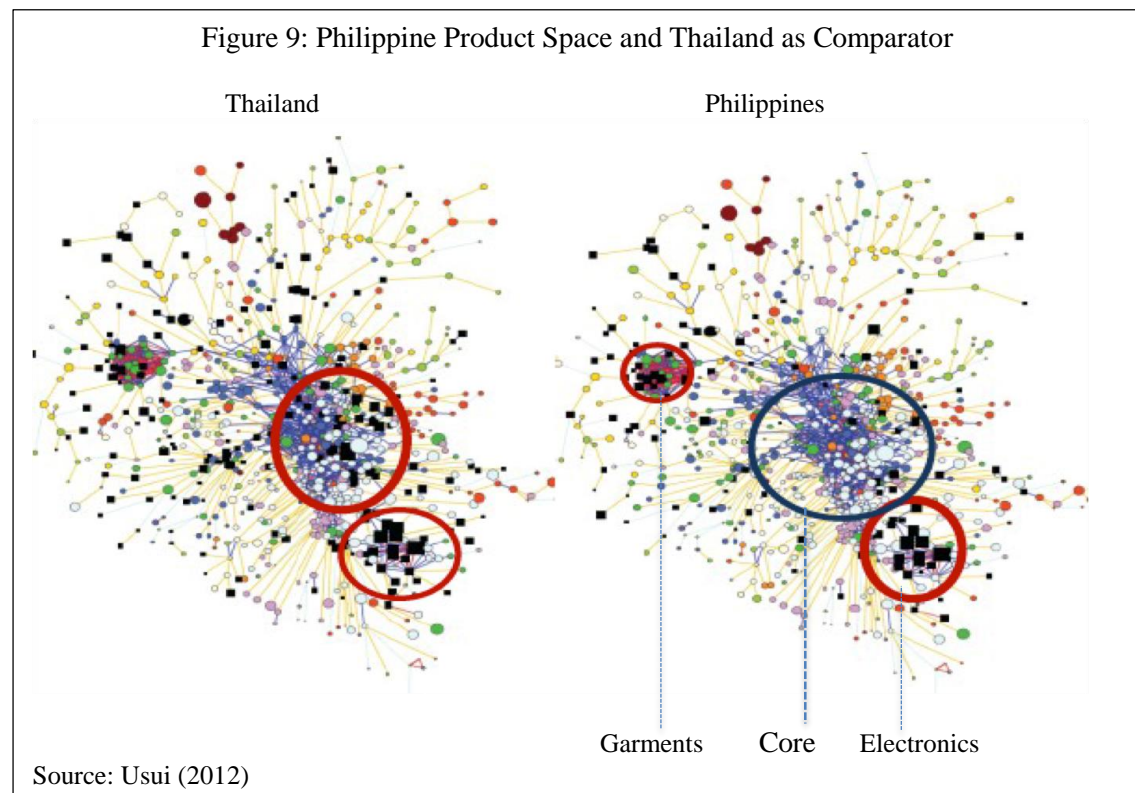 Figure 9: Philippine Product Space and Thailand as Comparator
Thailand
Philippines
Garments
Core
Electronics
Source: Usui (2012)